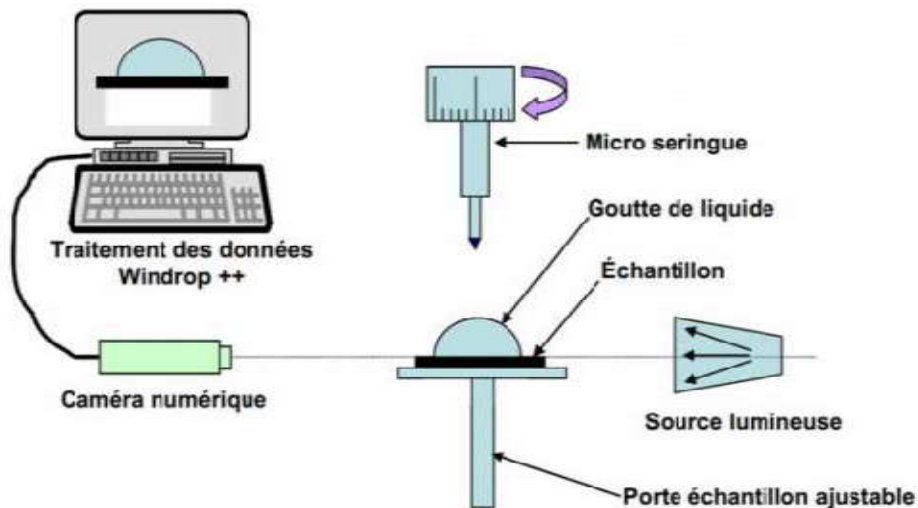 Micro seringue
Goutte de liquide
Traitement des données
Windrop ++
Échantillon
Caméra numérique
Source lumineuse
Porte échantillon ajustable